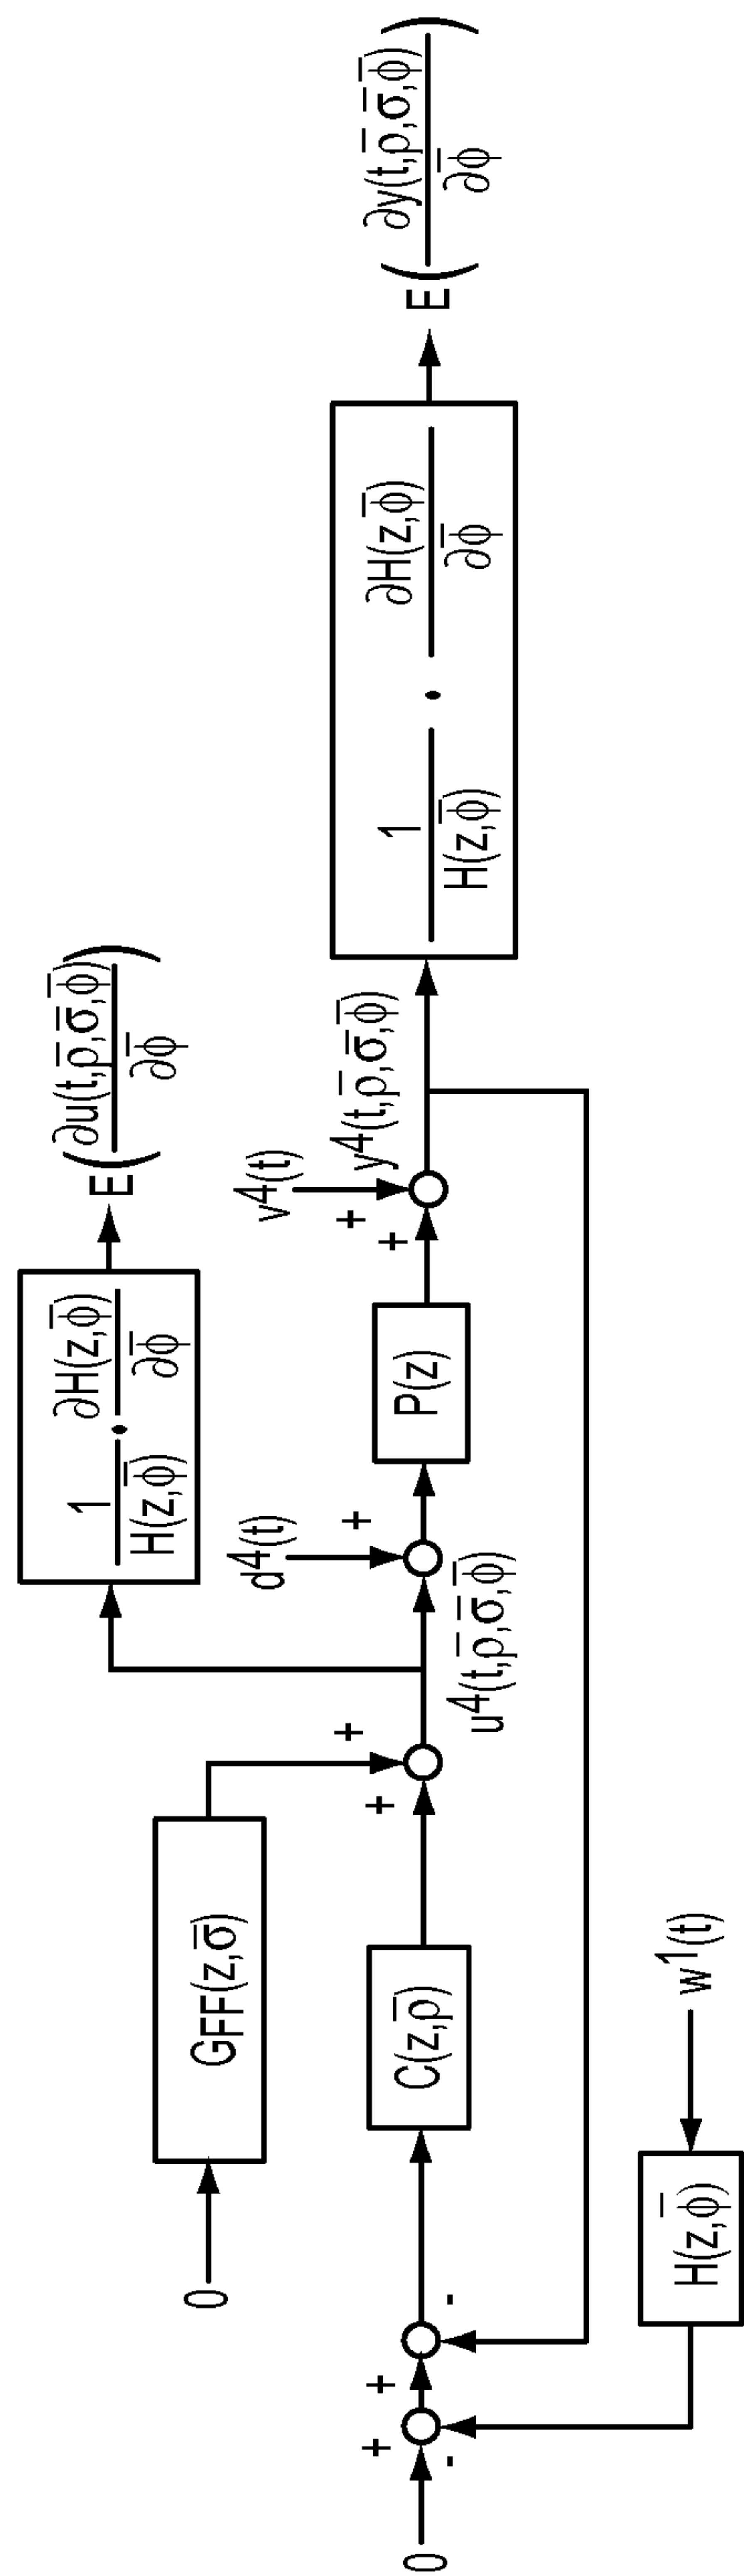 E(∂u(t,ρ̅,σ̅,ϕ̅)/∂ϕ̅)
1/H(z,ϕ̅) · ∂H(z,ϕ̅)/∂ϕ̅
0
GFF(z,σ̅)
+
+
d⁴(t)
+
v⁴(t)
+
+
y⁴(t,ρ̅,σ̅,ϕ̅)
0
+
-
+
-
C(z,ρ̅)
u⁴(t,ρ̅,σ̅,ϕ̅)
P(z)
1/H(z,ϕ̅) · ∂H(z,ϕ̅)/∂ϕ̅
E(∂y(t,ρ̅,σ̅,ϕ̅)/∂ϕ̅)
H(z,ϕ̅)
w¹(t)